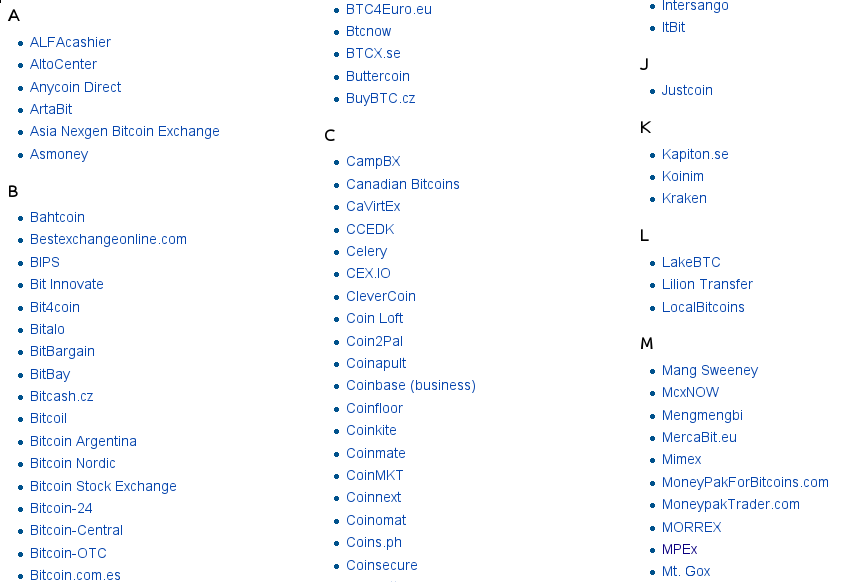 A
ALFAcashier
AltoCenter
Anycoin Direct
ArtaBit
Asia Nexgen Bitcoin Exchange
Asmoney
B
Bahtcoin
Bestexchangeonline.com
BIPS
Bit Innovate
Bit4coin
Bitalo
BitBargain
BitBay
Bitcash.cz
Bitcoil
Bitcoin Argentina
Bitcoin Nordic
Bitcoin Stock Exchange
Bitcoin-24
Bitcoin-Central
Bitcoin-OTC
Bitcoin.com.es
BTC4Euro.eu
Btcnow
BTCX.se
Buttercoin
BuyBTC.cz
C
CampBX
Canadian Bitcoins
CaVirtEx
CCEDK
Celery
CEX.IO
CleverCoin
Coin Loft
Coin2Pal
Coinapult
Coinbase (business)
Coinfloor
Coinkite
Coinmate
CoinMKT
Coinnext
Coinomat
Coins.ph
Coinsecure
Intersango
ItBit
J
Justcoin
K
Kapiton.se
Koinim
Kraken
L
LakeBTC
Lilion Transfer
LocalBitcoins
M
Mang Sweeney
McxNOW
Mengmengbi
MercaBit.eu
Mimex
MoneyPakForBitcoins.com
MoneypakTrader.com
MORREX
MPEx
Mt. Gox